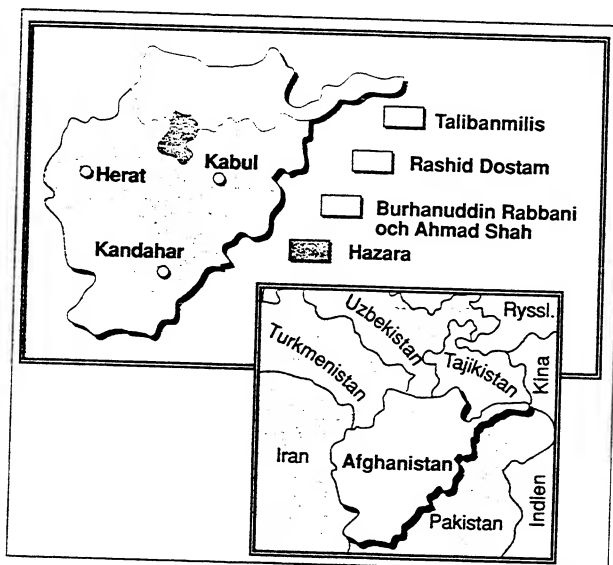 Talibanmilis
Rashid Dostam
Burhanuddin Rabbani
och Ahmad Shah
Hazara
Herat
Kabul
Kandahar
Ryssl.
Uzbekistan
Turkmenistan
Tajikistan
Kina
Iran
Afghanistan
Pakistan
Indien